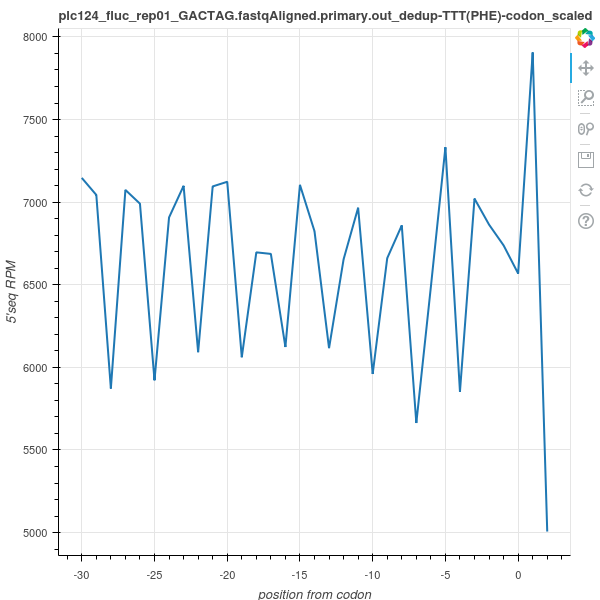 plc124_fluc_rep01_GACTAG.fastqAligned.primary.out_dedup-TTT(PHE)-codon_scaled
8000
7500
7000
6500
6000
5500
5000
5'seq RPM
-30 -25 -20 -15 -10 -5 0
position from codon